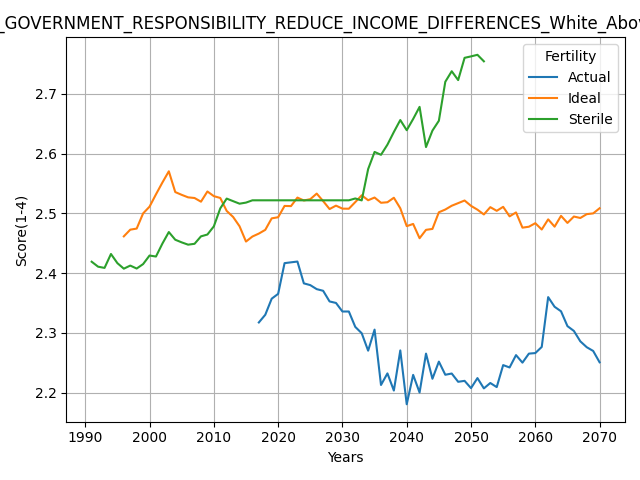 _GOVERNMENT_RESPONSIBILITY_REDUCE_INCOME_DIFFERENCES_White_Abo
Fertility
Actual
Ideal
Sterile
Score(1-4)
2.7
2.6
2.5
2.4
2.3
2.2
1990 2000 2010 2020 2030 2040 2050 2060 2070
Years